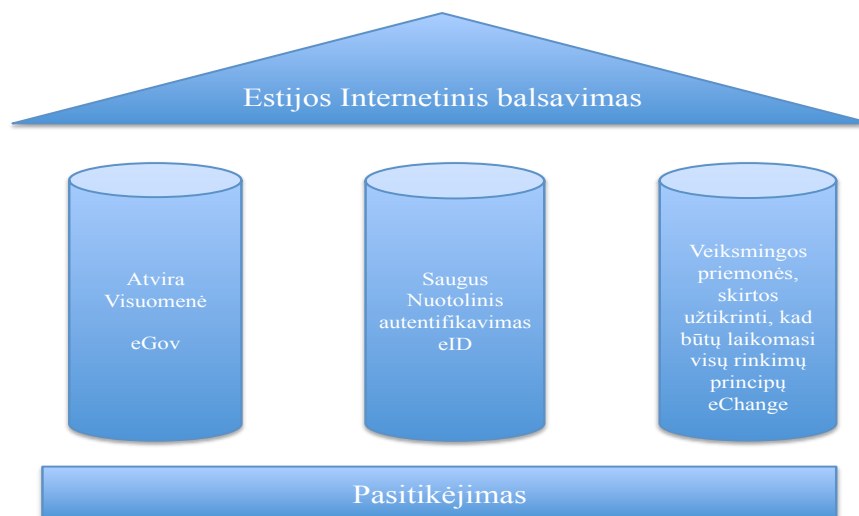 Estijos Internetinis balsavimas
Atvira
Visuomenė
eGov
Saugus
Nuotolinis
autentifikavimas
eID
Veiksmingos
priemonės,
skirtos
užtikrinti, kad
būtų laikomasi
visų rinkimų
principų
eChange
Pasitikėjimas